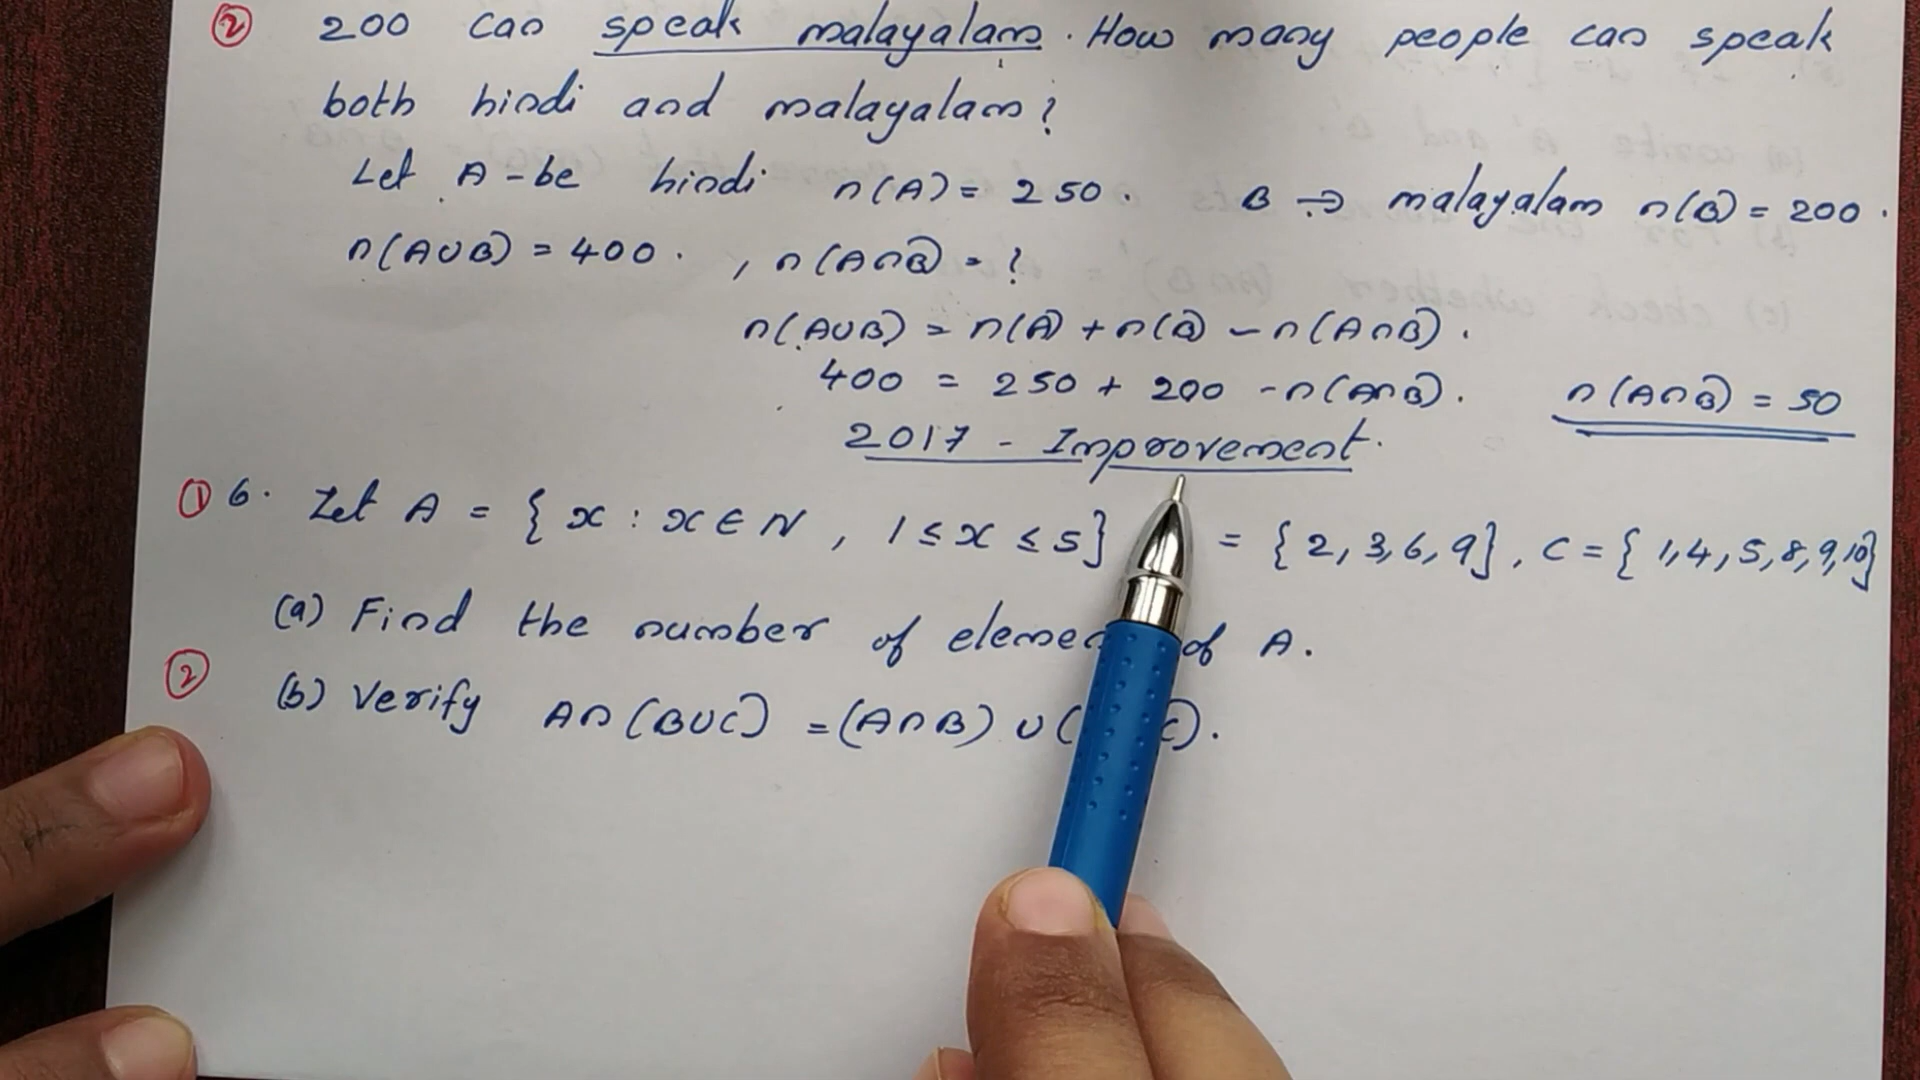 ② 200 can speak malayalam. How many people can speak
both hindi and malayalam?
Let A - be hindi n(A) = 250. B → malayalam n(B) = 200.
n(A∪B) = 400. , n(A∩B) = ?
n(A∪B) = n(A) + n(B) - n(A∩B).
400 = 250 + 200 - n(A∩B). n(A∩B) = 50
2017 - Improvement.
① 6. Let A = { x : x ∈ N , 1 ≤ x ≤ 5} = { 2, 3, 6, 9}, C = { 1, 4, 5, 8, 9, 10}
(a) Find the number of of A.
② (b) Verify A∩(B∪C) = (A∩B) ∪ ( C).